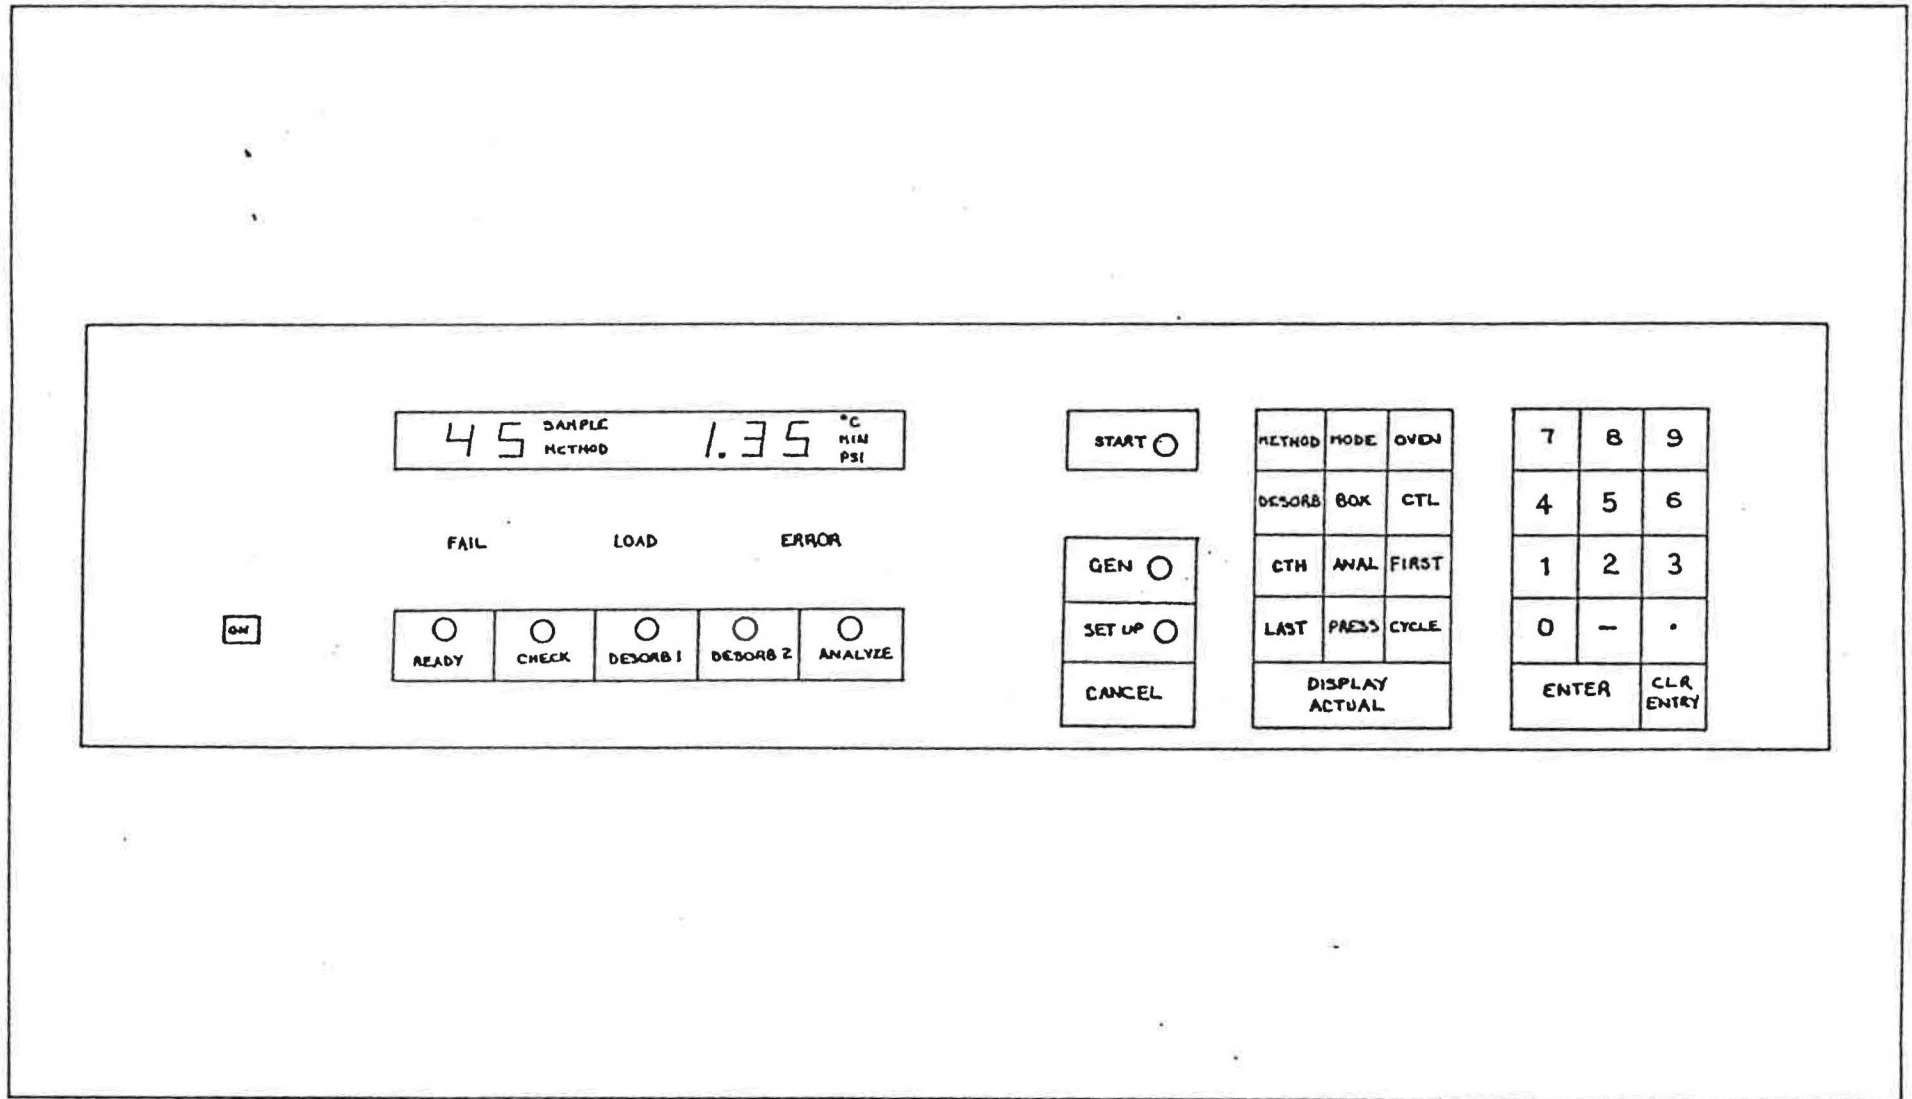 45 SAMPLE METHOD 1.35 °C MIN PSI
FAIL LOAD ERROR
ON
READY CHECK DESORB 1 DESORB 2 ANALYZE
START
GEN
SET UP
CANCEL
METHOD MODE OVEN
DESORB BOX CTL
CTH ANAL FIRST
LAST PRESS CYCLE
DISPLAY
ACTUAL
7 8 9
4 5 6
1 2 3
0 – .
ENTER CLR ENTRY